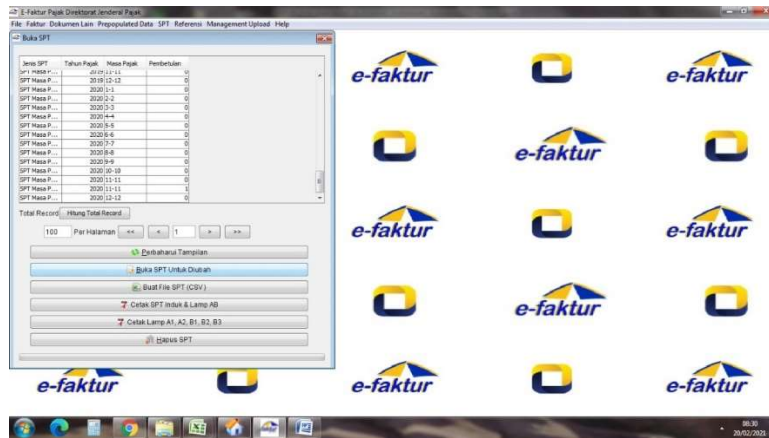 E-Faktur Pajak Direktorat Jenderal Pajak
File Faktur Dokumen Lain Prepopulated Data SPT Referensi Management Upload Help
Buka SPT
Jenis SPT Tahun Pajak Masa Pajak Pembetulan
SPT Masa P... 2019 11-11 0
SPT Masa P... 2019 12-12 0
SPT Masa P... 2020 1-1 0
SPT Masa P... 2020 2-2 0
SPT Masa P... 2020 3-3 0
SPT Masa P... 2020 4-4 0
SPT Masa P... 2020 5-5 0
SPT Masa P... 2020 6-6 0
SPT Masa P... 2020 7-7 0
SPT Masa P... 2020 8-8 0
SPT Masa P... 2020 9-9 0
SPT Masa P... 2020 10-10 0
SPT Masa P... 2020 11-11 0
SPT Masa P... 2020 11-11 1
SPT Masa P... 2020 12-12 0
Total Record Hitung Total Record
100 Per Halaman << < 1 > >>
Perbaharui Tampilan
Buka SPT Untuk Diubah
Buat File SPT (CSV)
Cetak SPT Induk & Lamp AB
Cetak Lamp A1, A2, B1, B2, B3
Hapus SPT
e-faktur e-faktur
e-faktur
e-faktur e-faktur
e-faktur
e-faktur e-faktur e-faktur
08:30
20/02/2021